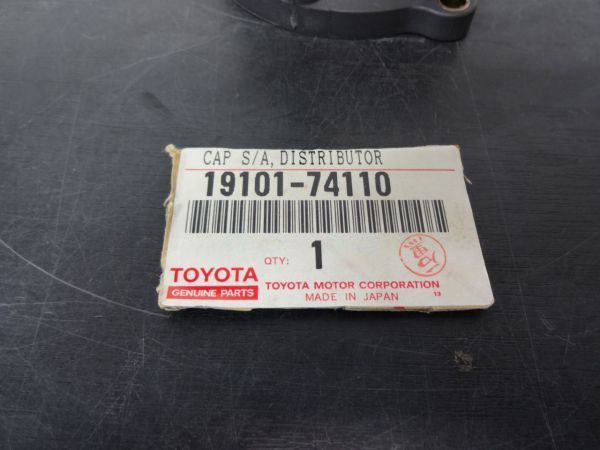 CAP S/A, DISTRIBUTOR
19101-74110
QTY: 1
TOYOTA
GENUINE PARTS
TOYOTA MOTOR CORPORATION
MADE IN JAPAN
13